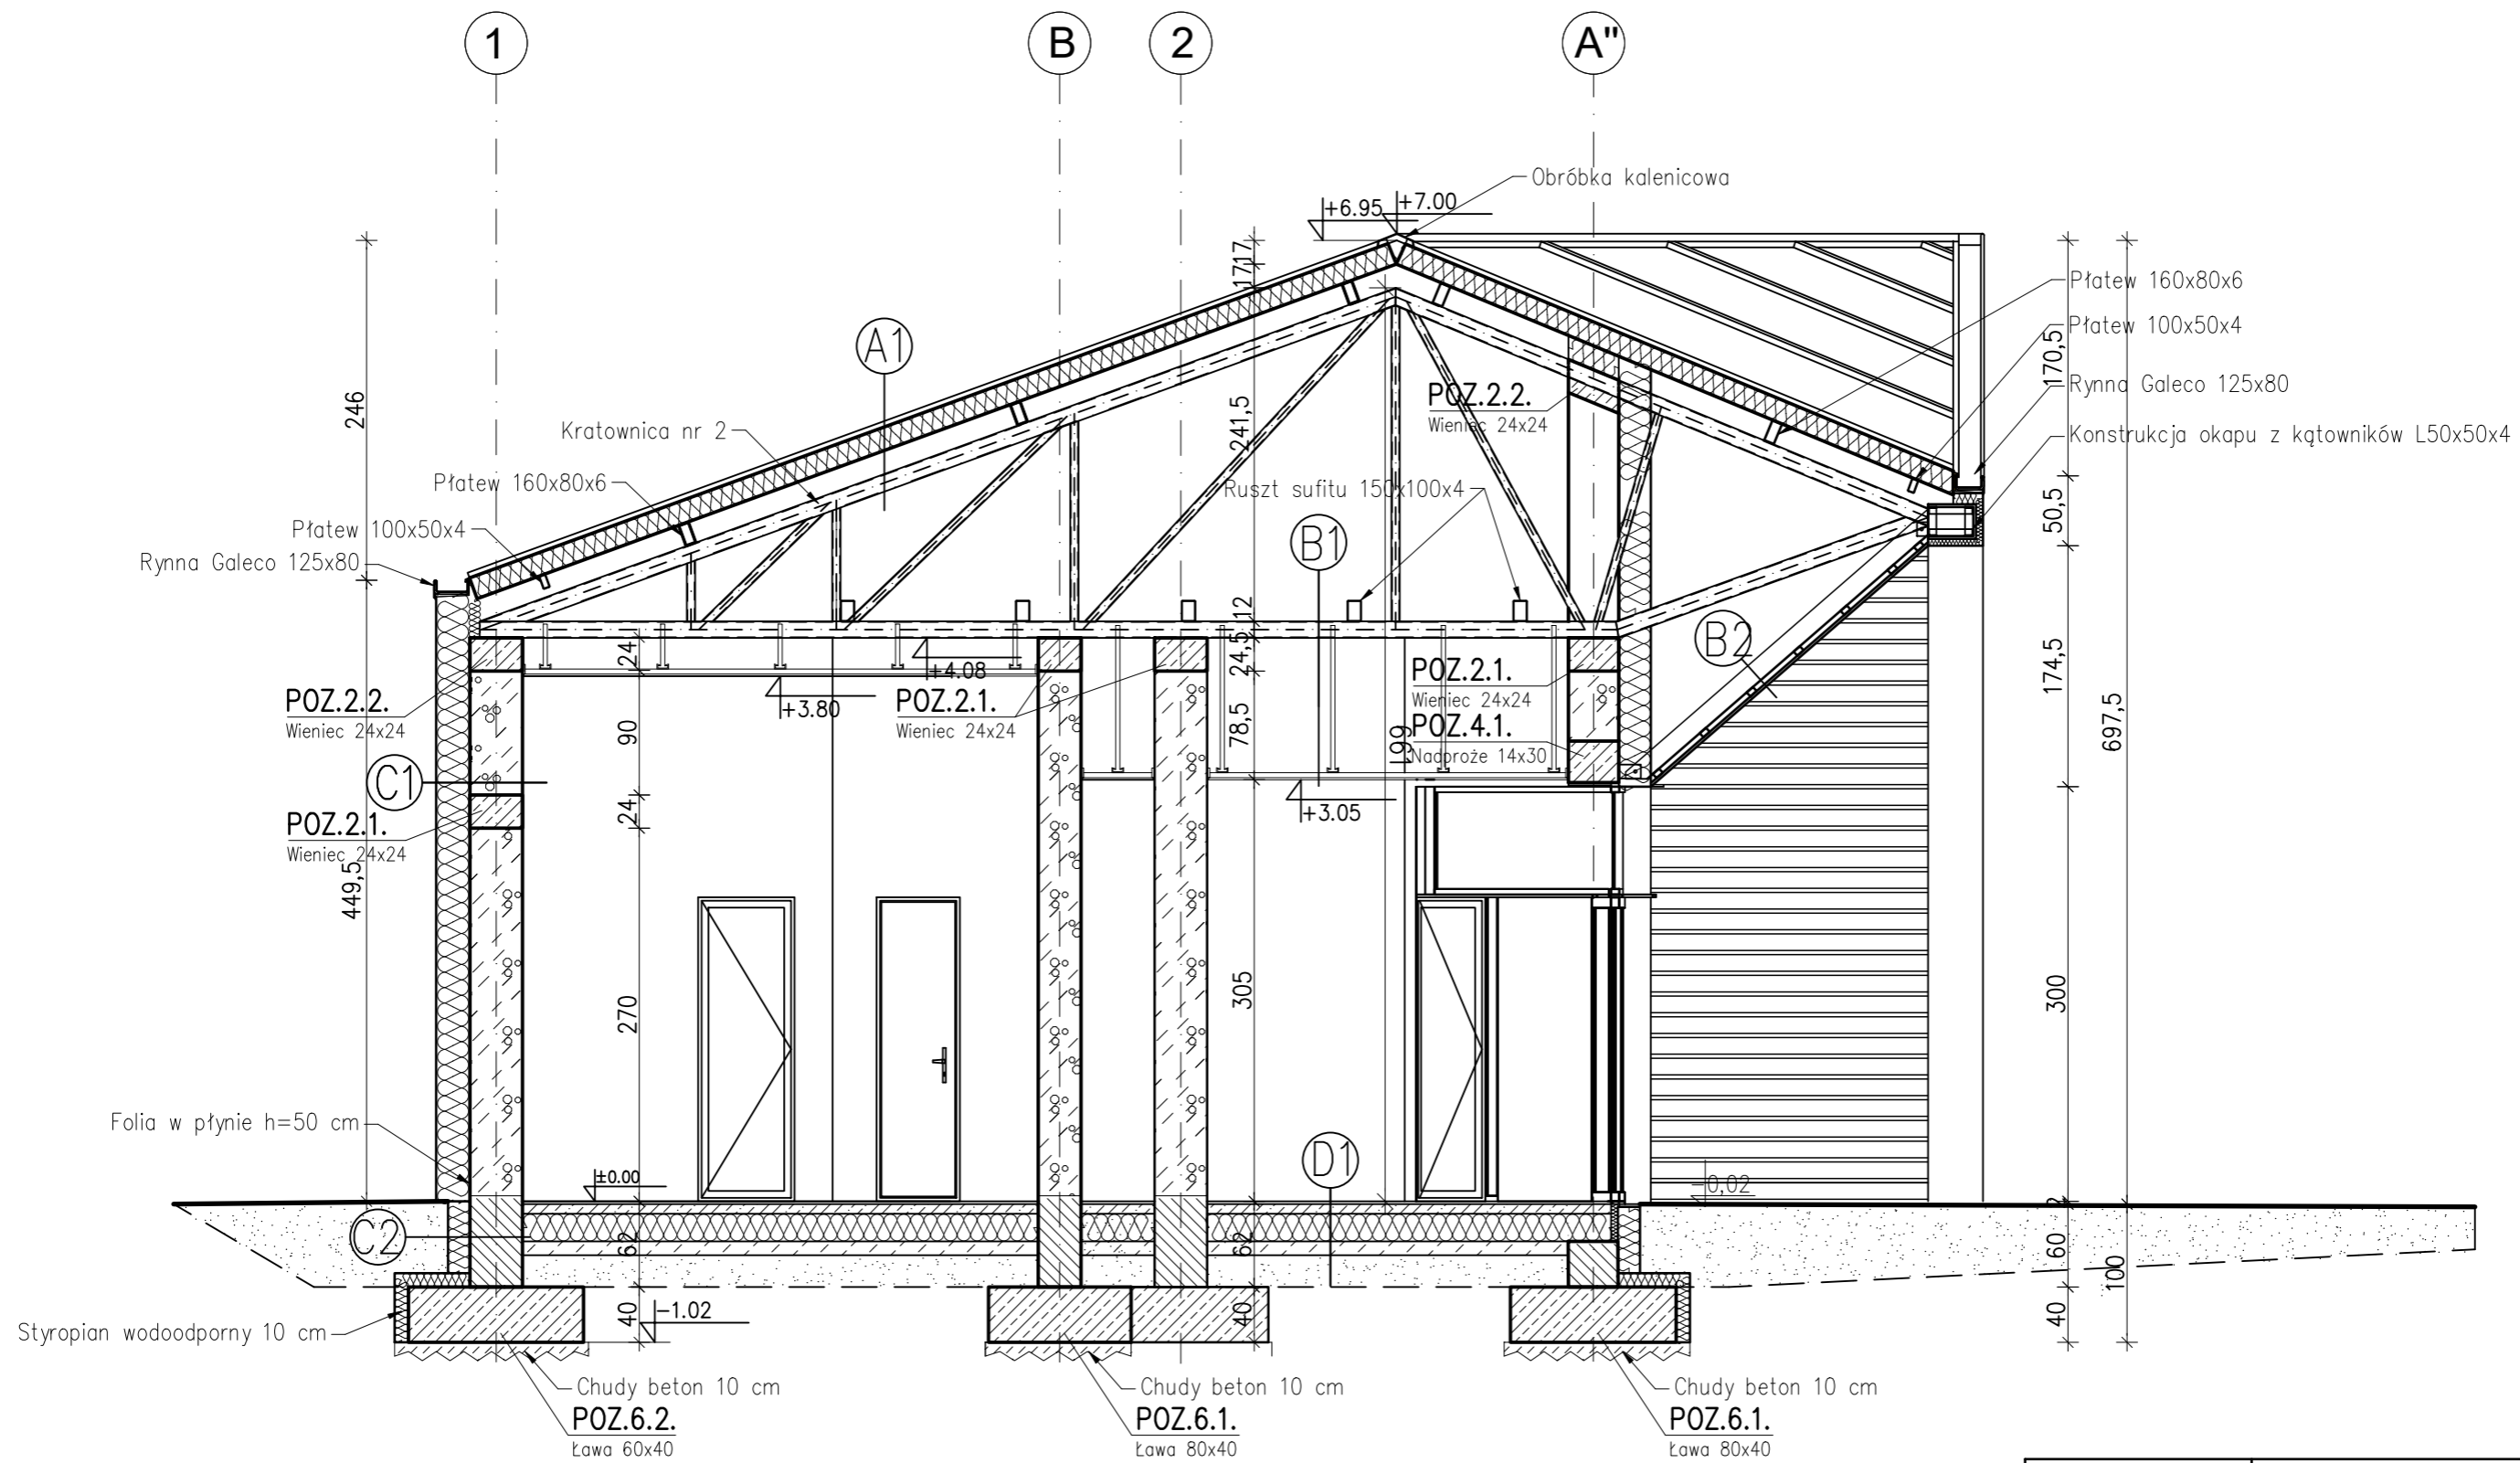 1
B
2
A"
Obróbka kalenicowa
+6.95
+7.00
1717
Płatew 160x80x6
Płatew 100x50x4
170,5
Rynna Galeco 125x80
Konstrukcja okapu z kątowników L50x50x4
A1
246
241,5
POZ.2.2.
Wieniec 24x24
Kratownica nr 2
Płatew 160x80x6
Ruszt sufitu 150x100x4
Płatew 100x50x4
Rynna Galeco 125x80
B1
50,5
12
B2
24
24,5
+4.08
174,5
POZ.2.1.
Wieniec 24x24
POZ.2.2.
Wieniec 24x24
+3.80
POZ.2.1.
Wieniec 24x24
POZ.4.1.
Nadproże 14x30
90
78,5
199
697,5
C1
24
+3.05
POZ.2.1.
Wieniec 24x24
449,5
270
305
300
Folia w płynie h=50 cm
D1
±0.00
-0,02
2
C2
62
62
60
100
40
-1.02
40
40
Styropian wodoodporny 10 cm
Chudy beton 10 cm
POZ.6.2.
Ława 60x40
Chudy beton 10 cm
POZ.6.1.
Ława 80x40
Chudy beton 10 cm
POZ.6.1.
Ława 80x40